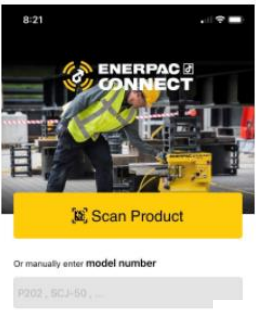 8:21
ENERPAC
CONNECT
Scan Product
Or manually enter model number
P202 , SCJ-50 , ...